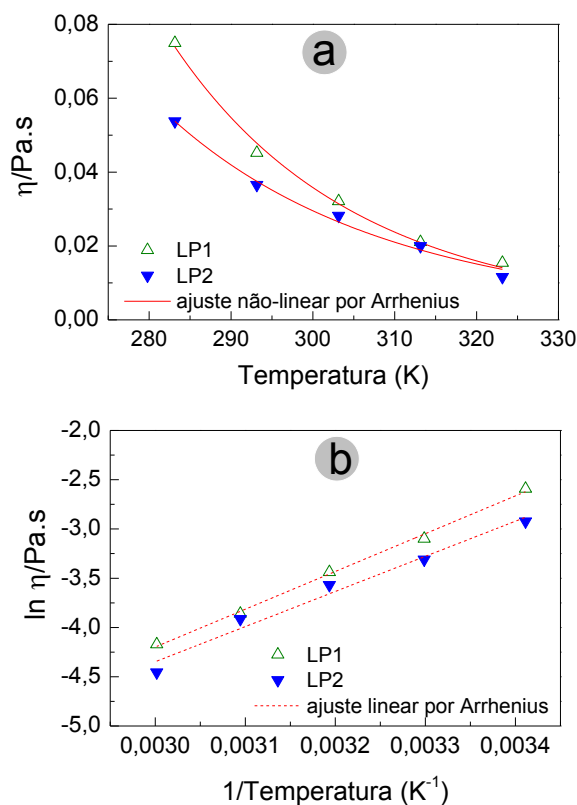 0,08
a
0,06
0,04
η/Pa.s
0,02
LP1
LP2
ajuste não-linear por Arrhenius
0,00
280 290 300 310 320 330
Temperatura (K)
-2,0
b
-2,5
-3,0
-3,5
ln η/Pa.s
-4,0
LP1
-4,5
LP2
ajuste linear por Arrhenius
-5,0
0,0030 0,0031 0,0032 0,0033 0,0034
1/Temperatura (K⁻¹)